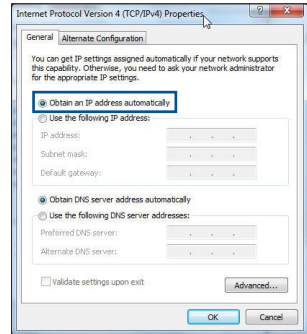 Internet Protocol Version 4 (TCP/IPv4) Properties
General
Alternate Configuration
You can get IP settings assigned automatically if your network supports
this capability. Otherwise, you need to ask your network administrator
for the appropriate IP settings.
Obtain an IP address automatically
Use the following IP address:
IP address:
Subnet mask:
Default gateway:
Obtain DNS server address automatically
Use the following DNS server addresses:
Preferred DNS server:
Alternate DNS server:
Validate settings upon exit
Advanced...
OK
Cancel